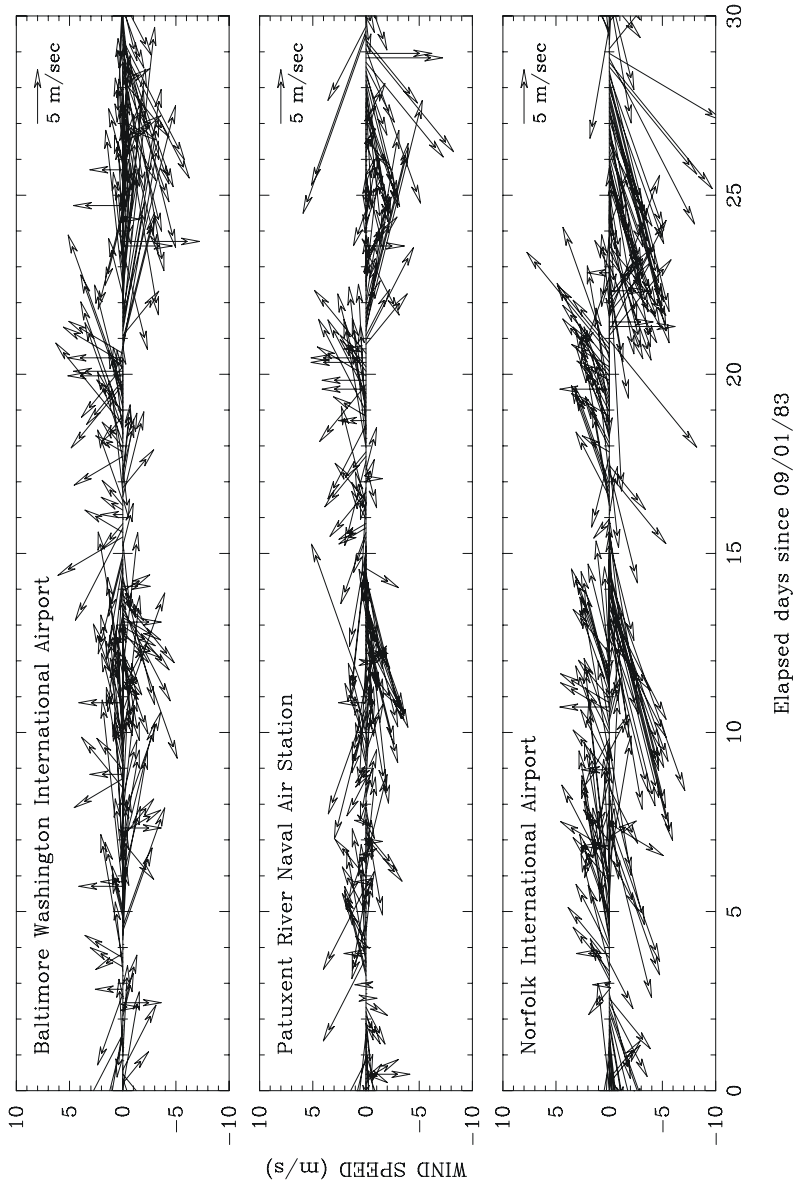 Baltimore Washington International Airport
5 m/sec
10
5
0
−5
−10
Patuxent River Naval Air Station
5 m/sec
10
5
0
−5
−10
Norfolk International Airport
5 m/sec
10
5
0
−5
−10
WIND SPEED (m/s)
0 5 10 15 20 25 30
Elapsed days since 09/01/83